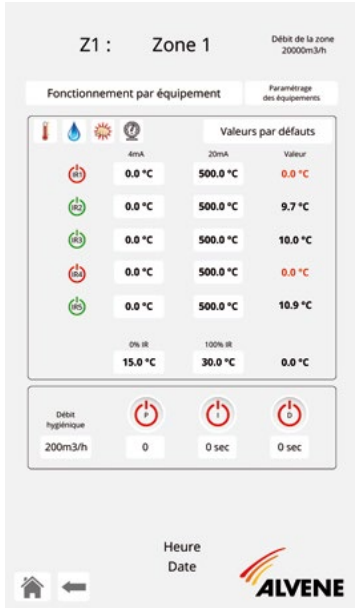 Z1 : Zone 1
Débit de la zone
20000m3/h
Fonctionnement par équipement
Paramétrage
des équipements
Valeurs par défauts
4mA 20mA Valeur
IR1 0.0 °C 500.0 °C 0.0 °C
IR2 0.0 °C 500.0 °C 9.7 °C
IR3 0.0 °C 500.0 °C 10.0 °C
IR4 0.0 °C 500.0 °C 0.0 °C
IR5 0.0 °C 500.0 °C 10.9 °C
0% IR 100% IR
15.0 °C 30.0 °C 0.0 °C
Débit
hygiénique
P I D
200m3/h 0 0 sec 0 sec
Heure
Date
ALVENE